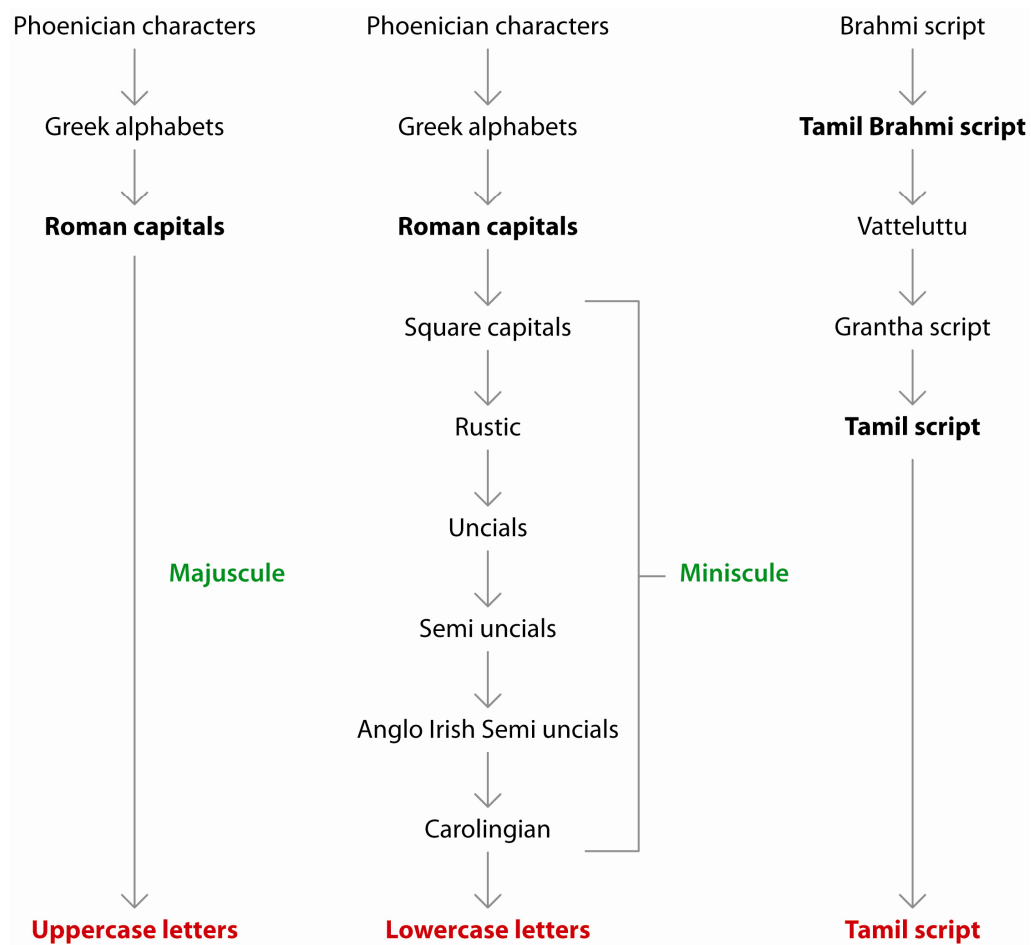 Phoenician characters
Greek alphabets
Roman capitals
Majuscule
Uppercase letters
Phoenician characters
Greek alphabets
Roman capitals
Square capitals
Rustic
Uncials
Semi uncials
Anglo Irish Semi uncials
Carolingian
Miniscule
Lowercase letters
Brahmi script
Tamil Brahmi script
Vatteluttu
Grantha script
Tamil script
Tamil script